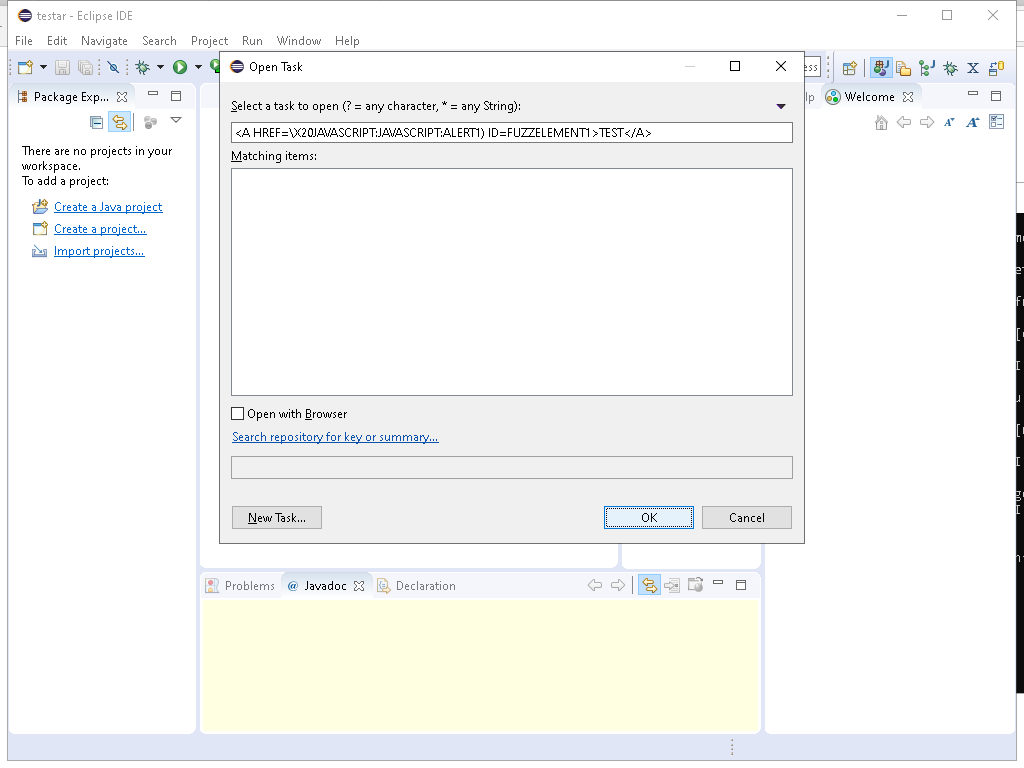 testar - Eclipse IDE
File Edit Navigate Search Project Run Window Help
Open Task
Package Exp...
Welcome
Select a task to open (? = any character, * = any String):
<A HREF=\X20JAVASCRIPT:JAVASCRIPT:ALERT1) ID=FUZZELEMENT1>TEST</A>
Matching items:
There are no projects in your
workspace.
To add a project:
Create a Java project
Create a project...
Import projects...
Open with Browser
Search repository for key or summary...
New Task... OK Cancel
Problems @ Javadoc Declaration